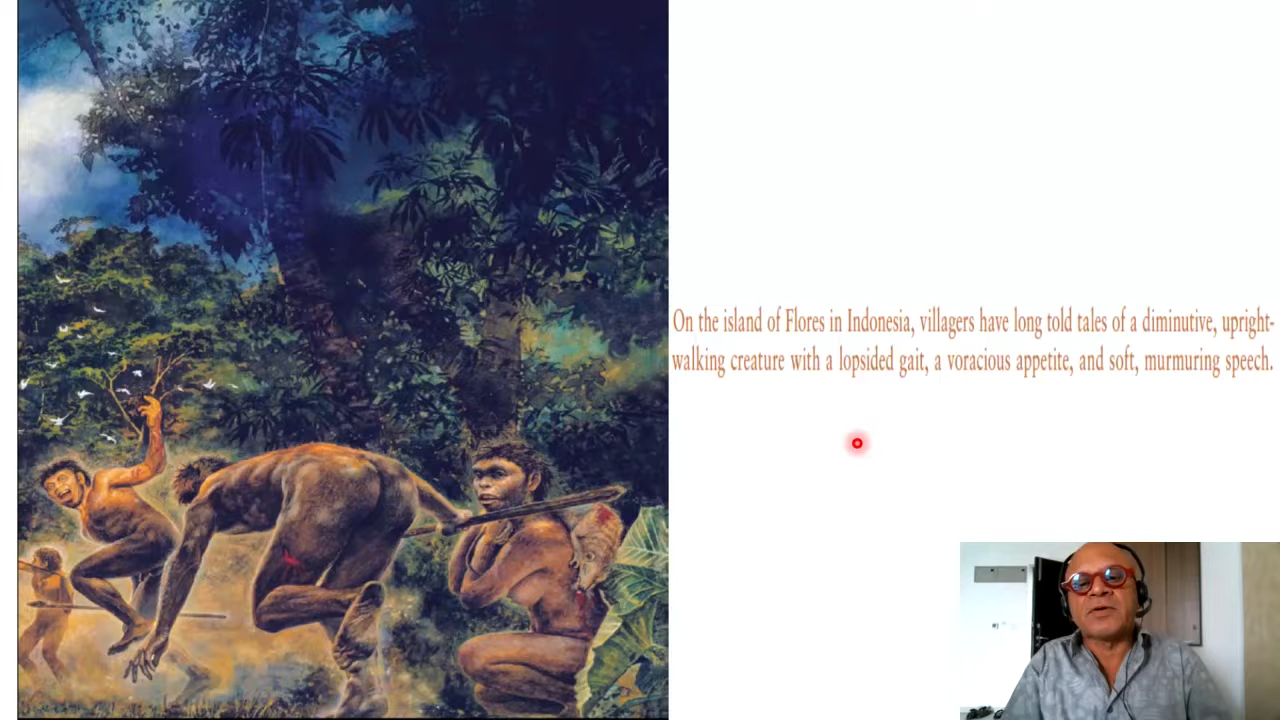 On the island of Flores in Indonesia, villagers have long told tales of a diminutive, upright-
walking creature with a lopsided gait, a voracious appetite, and soft, murmuring speech.